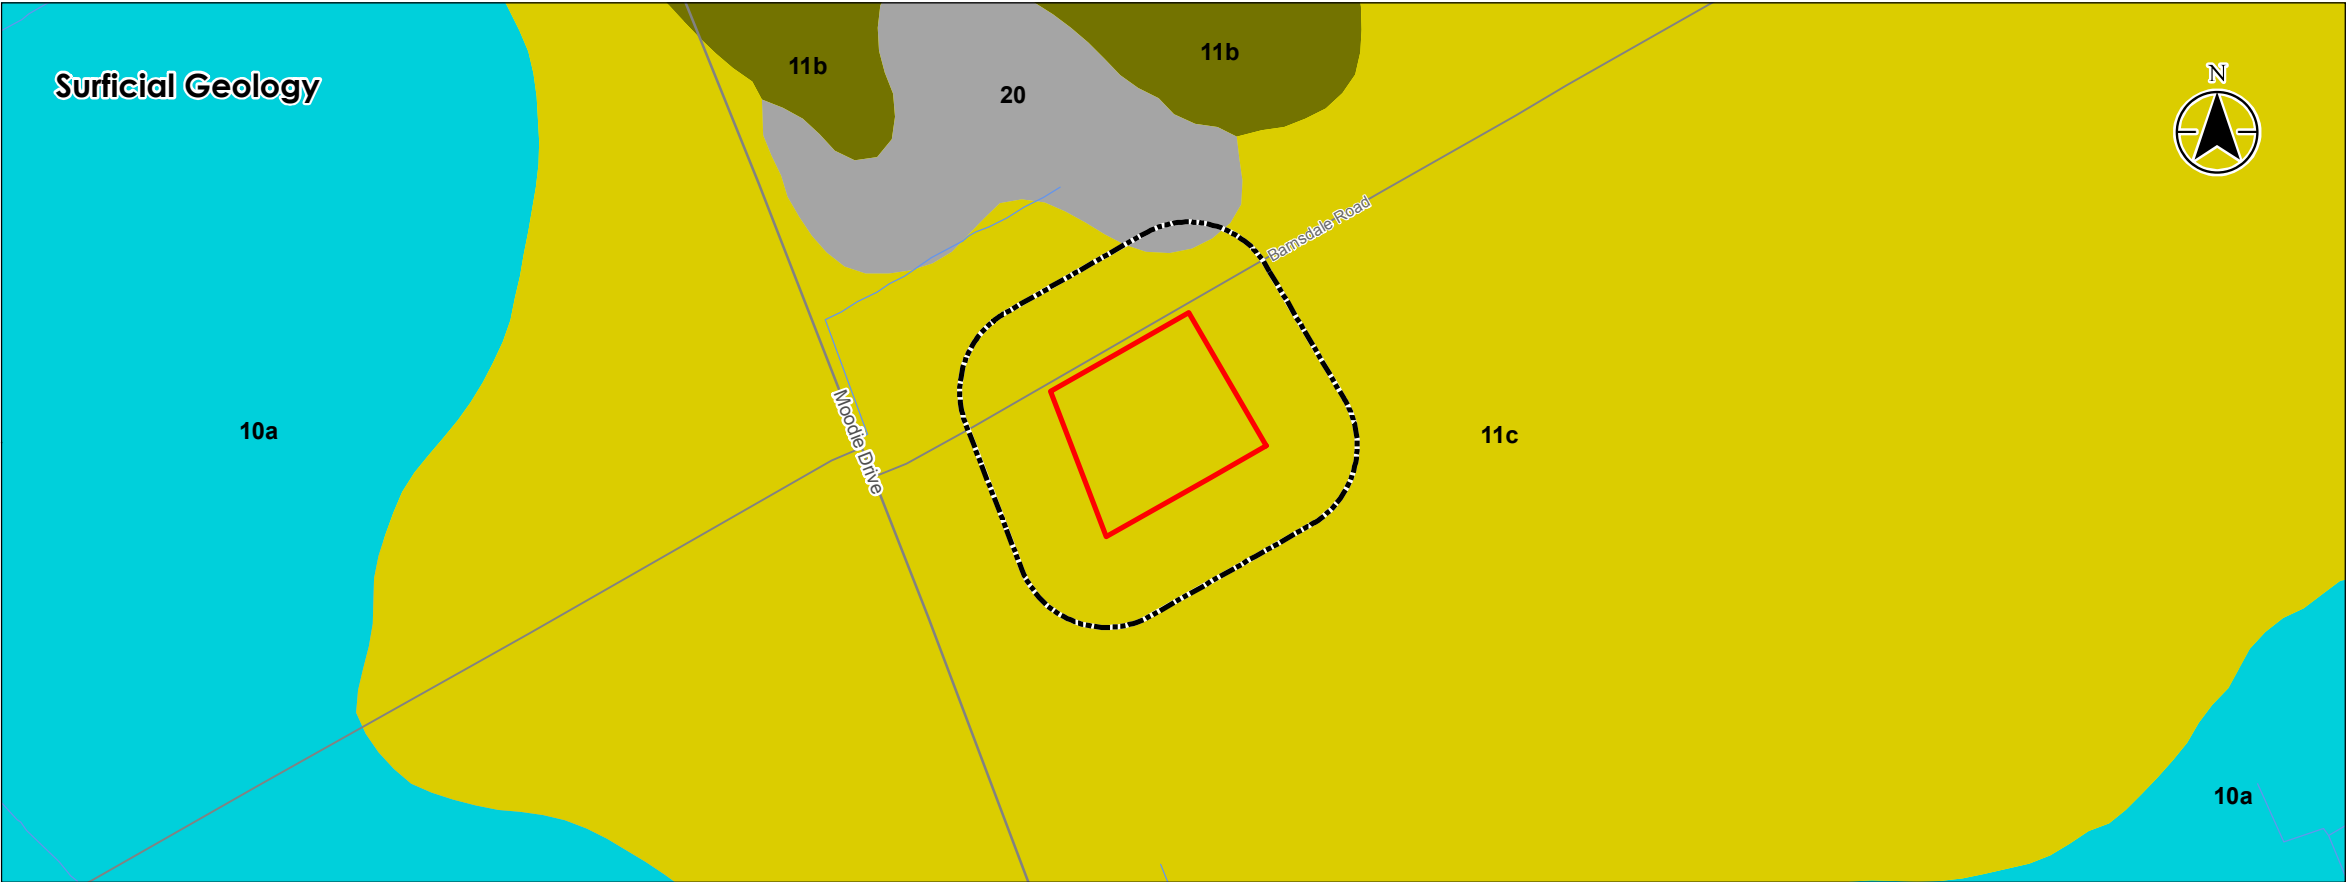 11b
11b
N
Surficial Geology
20
Barnsdale Road
10a
Moodie Drive
11c
10a